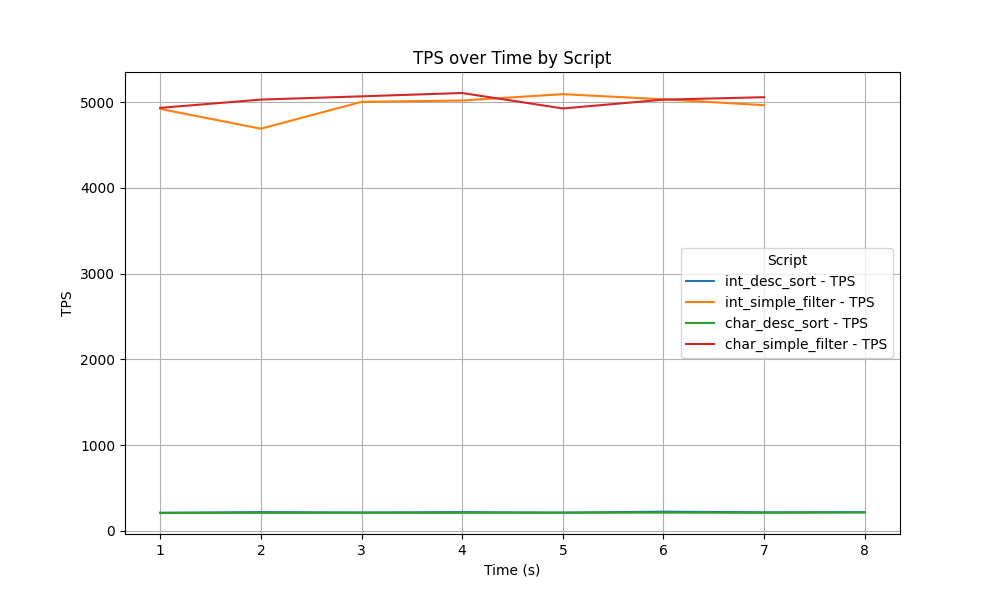 TPS over Time by Script
5000
4000
3000
2000
1000
0
TPS
Script
int_desc_sort - TPS
int_simple_filter - TPS
char_desc_sort - TPS
char_simple_filter - TPS
1 2 3 4 5 6 7 8
Time (s)